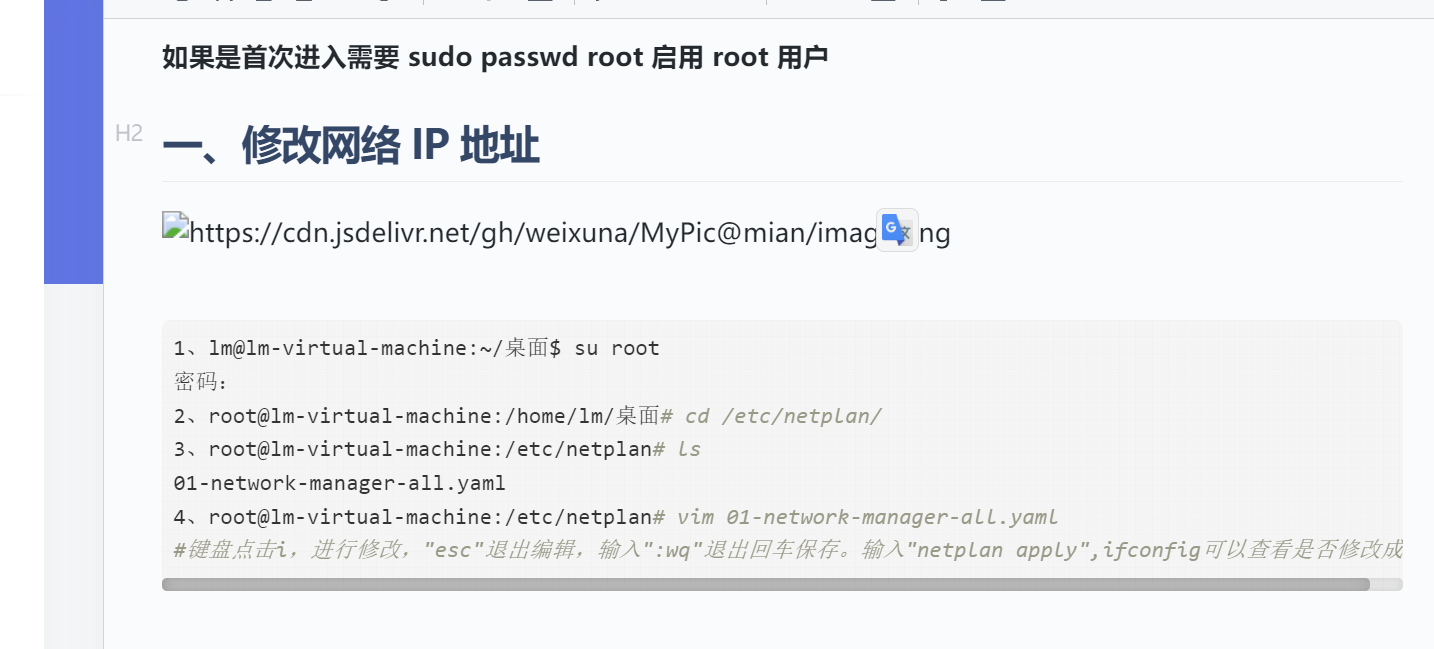 如果是首次进入需要 sudo passwd root 启用 root 用户
H2
一、修改网络 IP 地址
https://cdn.jsdelivr.net/gh/weixuna/MyPic@mian/imag ng
1、lm@lm-virtual-machine:~/桌面$ su root
密码：
2、root@lm-virtual-machine:/home/lm/桌面# cd /etc/netplan/
3、root@lm-virtual-machine:/etc/netplan# ls
01-network-manager-all.yaml
4、root@lm-virtual-machine:/etc/netplan# vim 01-network-manager-all.yaml
#键盘点击i，进行修改，"esc"退出编辑，输入":wq"退出回车保存。输入"netplan apply",ifconfig可以查看是否修改成